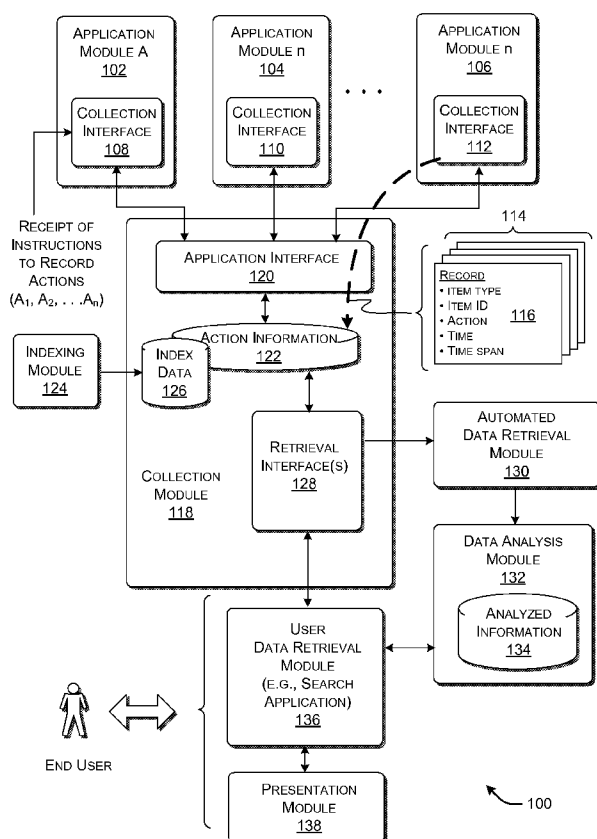 APPLICATION
MODULE A
102
COLLECTION
INTERFACE
108
APPLICATION
MODULE n
104
COLLECTION
INTERFACE
110
. . .
APPLICATION
MODULE n
106
COLLECTION
INTERFACE
112
RECEIPT OF
INSTRUCTIONS
TO RECORD
ACTIONS
(A1, A2, . . .An)
114
RECORD
• ITEM TYPE
• ITEM ID
• ACTION
• TIME
• TIME SPAN
116
APPLICATION INTERFACE
120
ACTION INFORMATION
122
INDEXING
MODULE
124
INDEX
DATA
126
RETRIEVAL
INTERFACE(S)
128
COLLECTION
MODULE
118
AUTOMATED
DATA RETRIEVAL
MODULE
130
DATA ANALYSIS
MODULE
132
ANALYZED
INFORMATION
134
USER
DATA RETRIEVAL
MODULE
(E.G., SEARCH
APPLICATION)
136
END USER
PRESENTATION
MODULE
138
100